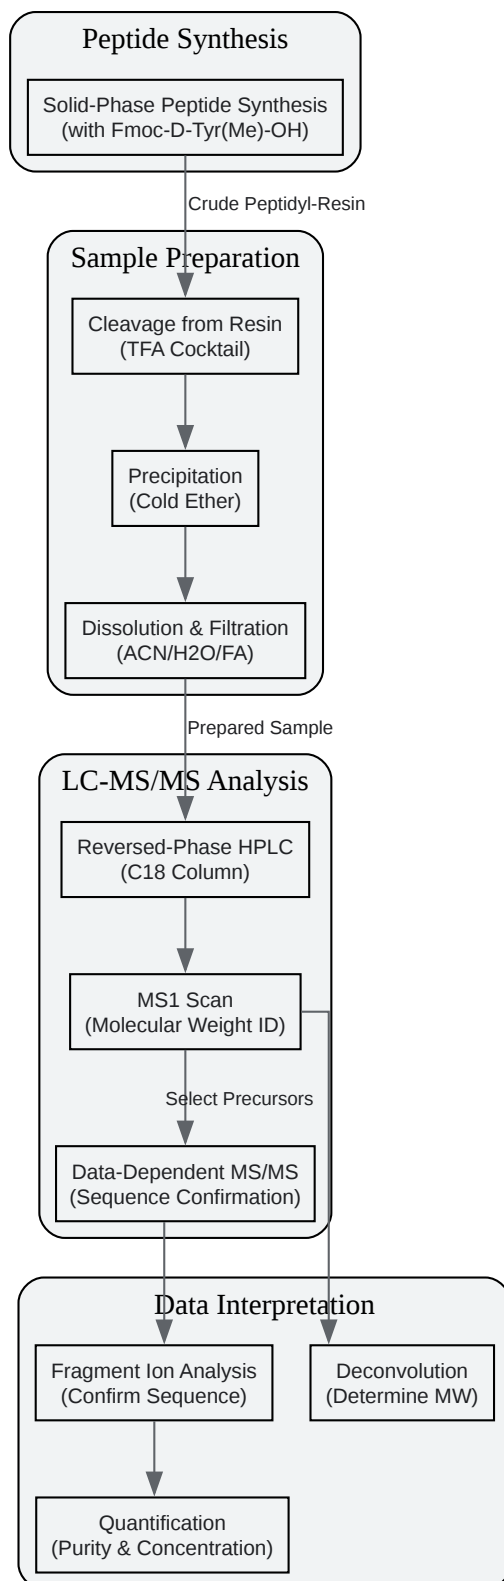 Peptide Synthesis
Solid-Phase Peptide Synthesis
(with Fmoc-D-Tyr(Me)-OH)
Crude Peptidyl-Resin
Sample Preparation
Cleavage from Resin
(TFA Cocktail)
Precipitation
(Cold Ether)
Dissolution & Filtration
(ACN/H2O/FA)
Prepared Sample
LC-MS/MS Analysis
Reversed-Phase HPLC
(C18 Column)
MS1 Scan
(Molecular Weight ID)
Select Precursors
Data-Dependent MS/MS
(Sequence Confirmation)
Data Interpretation
Fragment Ion Analysis
(Confirm Sequence)
Deconvolution
(Determine MW)
Quantification
(Purity & Concentration)